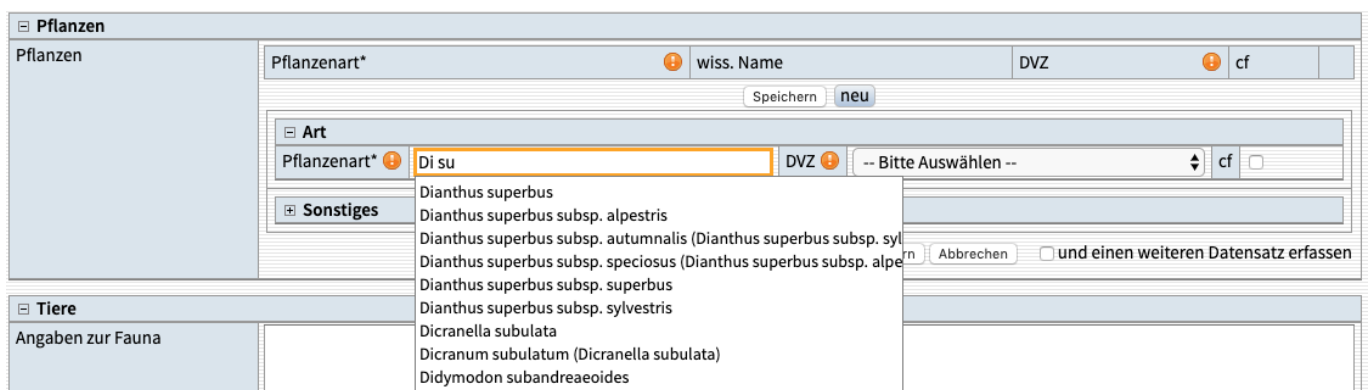 Pflanzen
Pflanzen
Pflanzenart* wiss. Name DVZ cf
Speichern neu
Art
Pflanzenart* Di su DVZ -- Bitte Auswählen -- cf
Dianthus superbus
Sonstiges
Dianthus superbus subsp. alpestris
Dianthus superbus subsp. autumnalis (Dianthus superbus subsp. syl
Dianthus superbus subsp. speciosus (Dianthus superbus subsp. alpe
rn Abbrechen und einen weiteren Datensatz erfassen
Dianthus superbus subsp. superbus
Tiere
Dianthus superbus subsp. sylvestris
Angaben zur Fauna
Dicranella subulata
Dicranum subulatum (Dicranella subulata)
Didymodon subandreaeoides